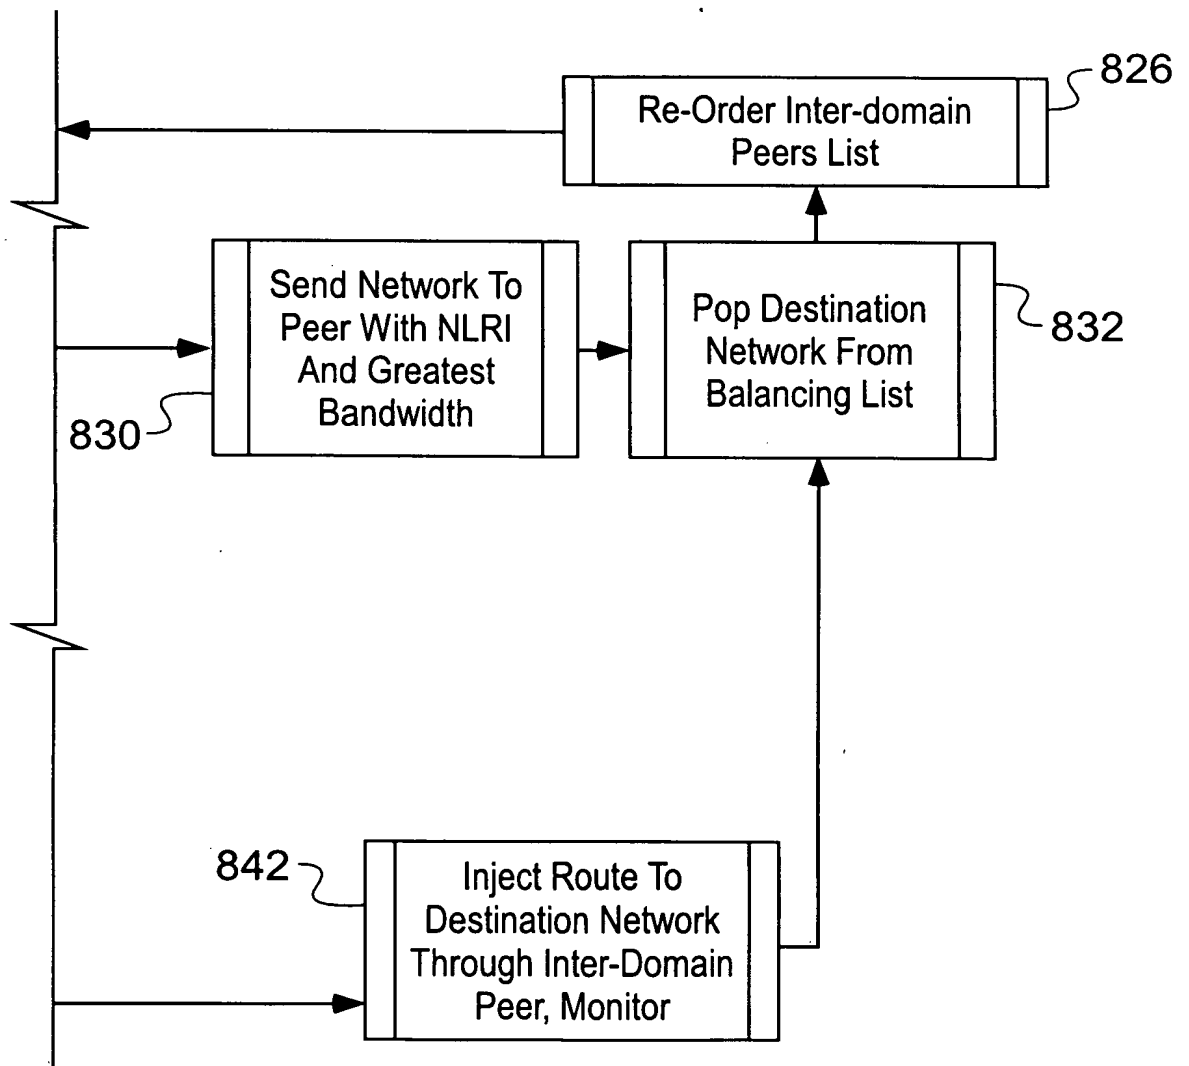 826
Re-Order Inter-domain
Peers List
Send Network To
Peer With NLRI
And Greatest
Bandwidth
830
Pop Destination
Network From
Balancing List
832
842
Inject Route To
Destination Network
Through Inter-Domain
Peer, Monitor